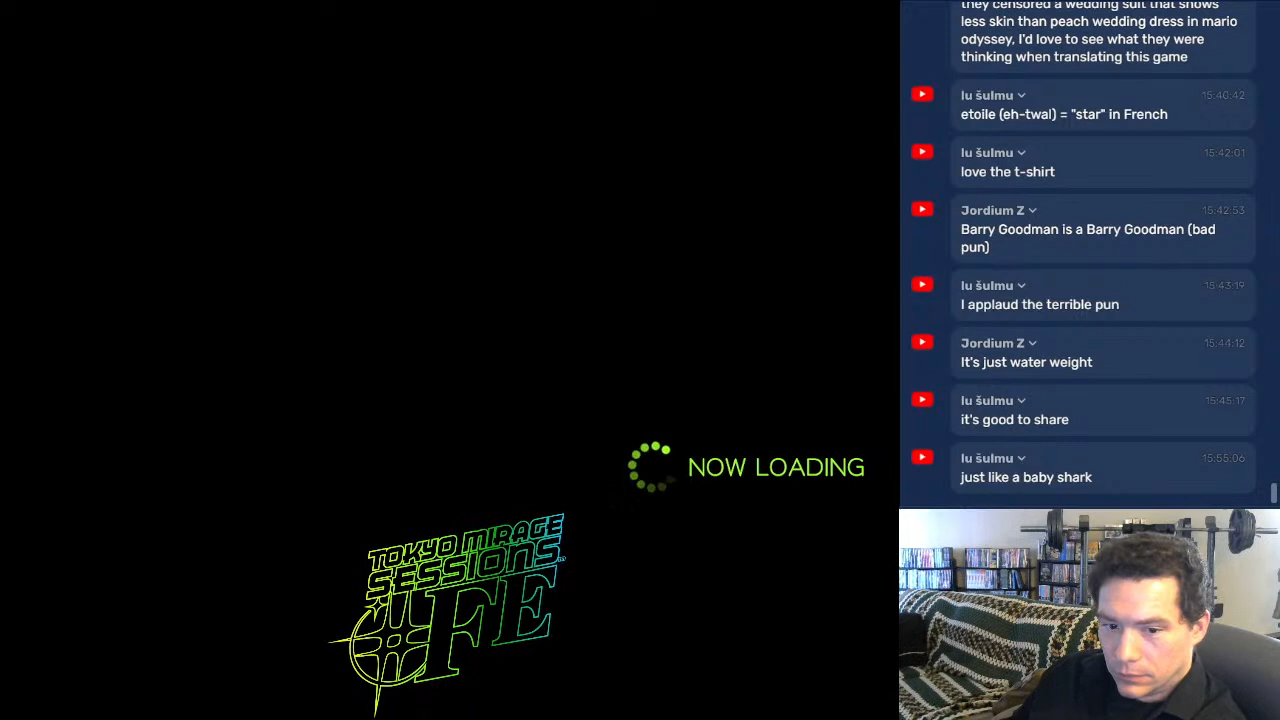 they censored a wedding suit that shows
less skin than peach wedding dress in mario
odyssey, I'd love to see what they were
thinking when translating this game
lu šulmu 15:40:42
etoile (eh-twal) = "star" in French
lu šulmu 15:42:01
love the t-shirt
Jordium Z 15:42:53
Barry Goodman is a Barry Goodman (bad
pun)
lu šulmu 15:43:19
I applaud the terrible pun
Jordium Z 15:44:12
It's just water weight
lu šulmu 15:45:17
it's good to share
lu šulmu 15:55:06
just like a baby shark
NOW LOADING
TOKYO MIRAGE
SESSIONS
#FE